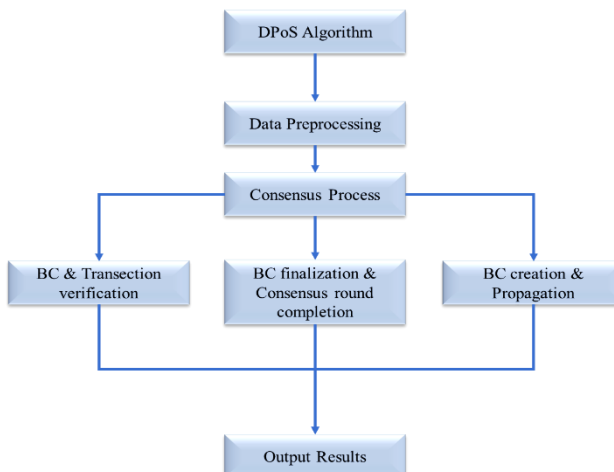 DPoS Algorithm
Data Preprocessing
Consensus Process
BC & Transection
verification
BC finalization &
Consensus round
completion
BC creation &
Propagation
Output Results